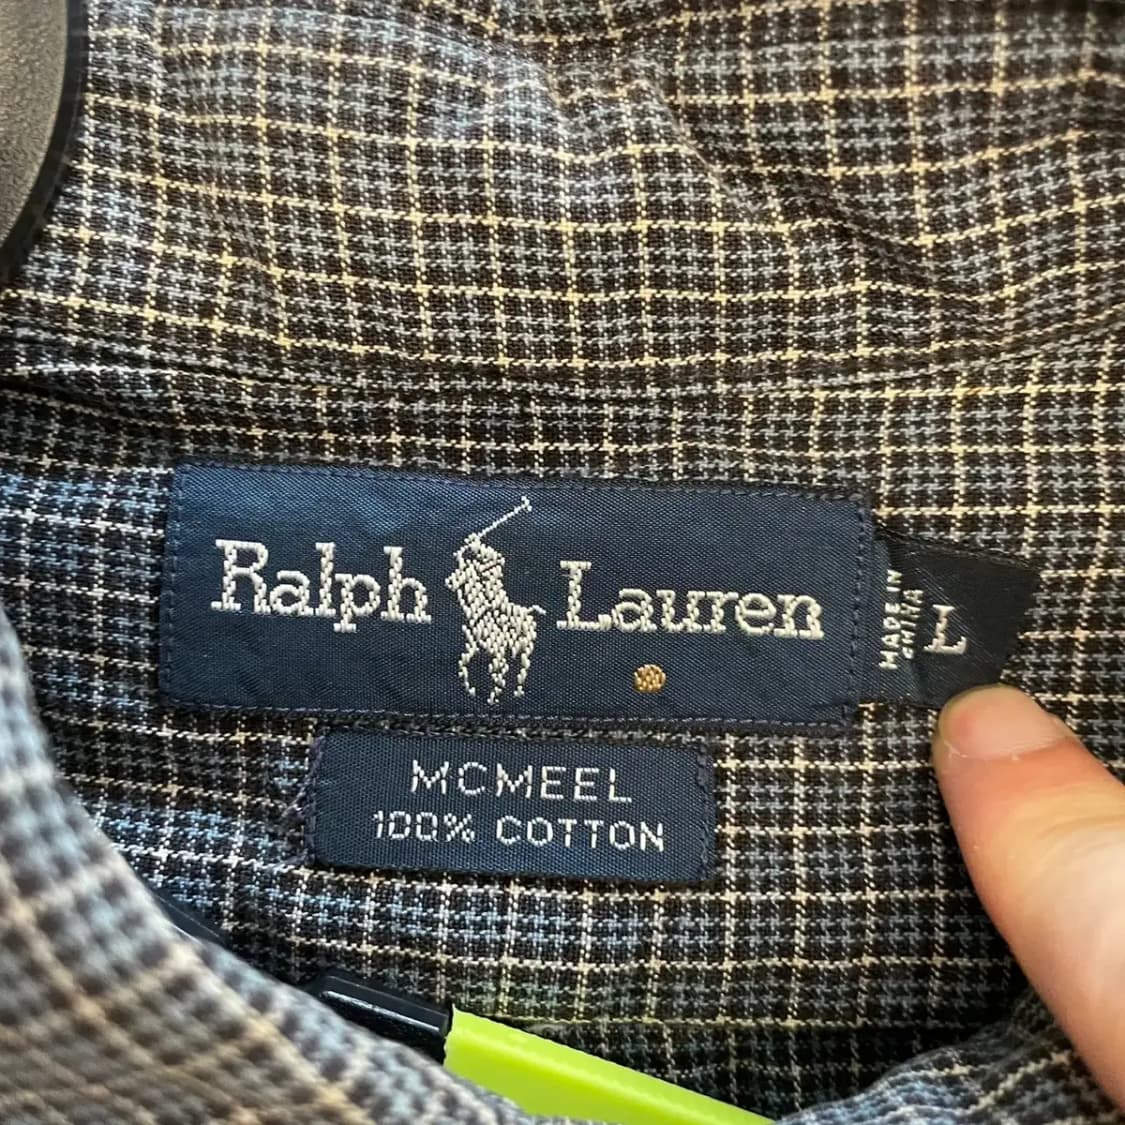 Ralph Lauren
MADE IN
CHINA
L
MCMEEL
100% COTTON